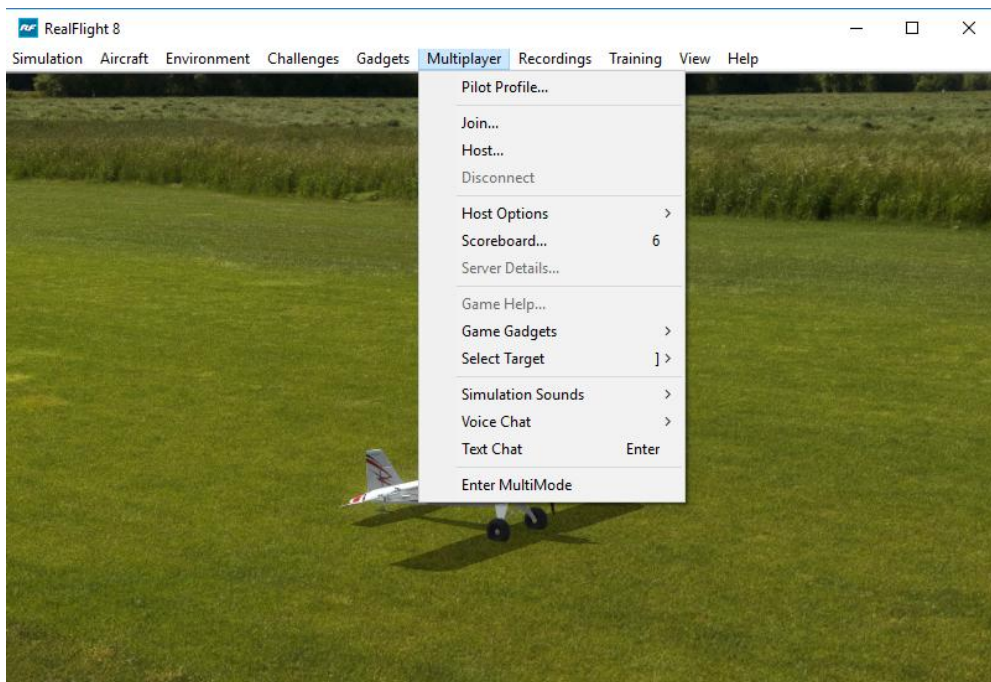 RF RealFlight 8
Simulation Aircraft Environment Challenges Gadgets Multiplayer Recordings Training View Help
Pilot Profile...
Join...
Host...
Disconnect
Host Options >
Scoreboard... 6
Server Details...
Game Help...
Game Gadgets >
Select Target ] >
Simulation Sounds >
Voice Chat >
Text Chat Enter
Enter MultiMode